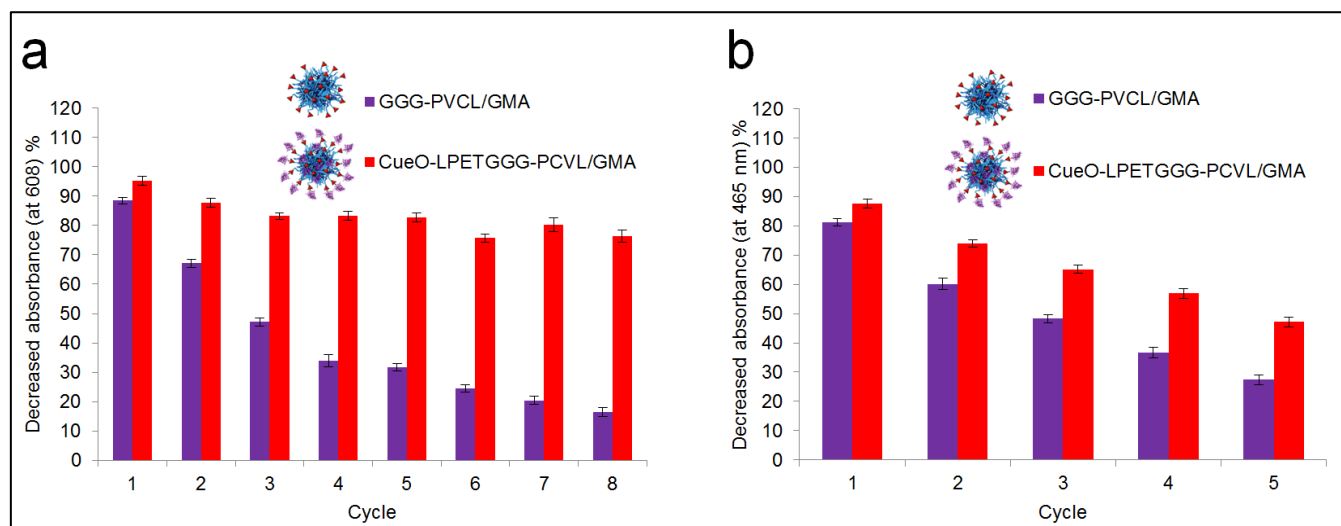 a
GGG-PVCL/GMA
CueO-LPETGGG-PCVL/GMA
Decreased absorbance (at 608) %
120
110
100
90
80
70
60
50
40
30
20
10
0
1 2 3 4 5 6 7 8
Cycle
b
GGG-PVCL/GMA
CueO-LPETGGG-PCVL/GMA
Decreased absorbance (at 465 nm) %
120
110
100
90
80
70
60
50
40
30
20
10
0
1 2 3 4 5
Cycle